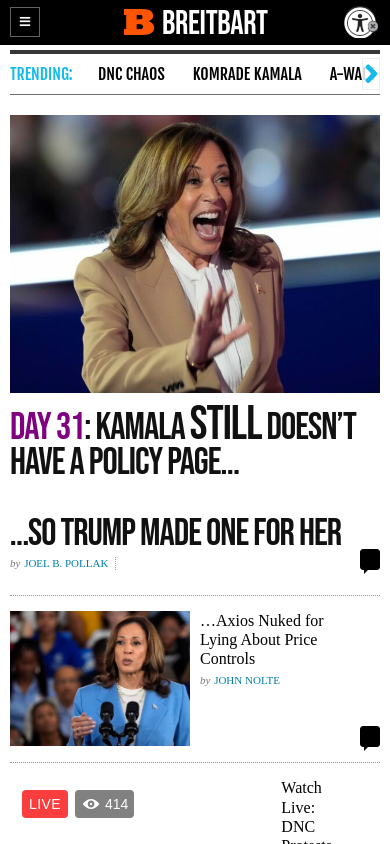 B BREITBART
TRENDING: DNC CHAOS KOMRADE KAMALA A-WA
DAY 31: KAMALA STILL DOESN'T
HAVE A POLICY PAGE...
...SO TRUMP MADE ONE FOR HER
by JOEL B. POLLAK
…Axios Nuked for
Lying About Price
Controls
by JOHN NOLTE
LIVE 414
Watch
Live:
DNC
Protests